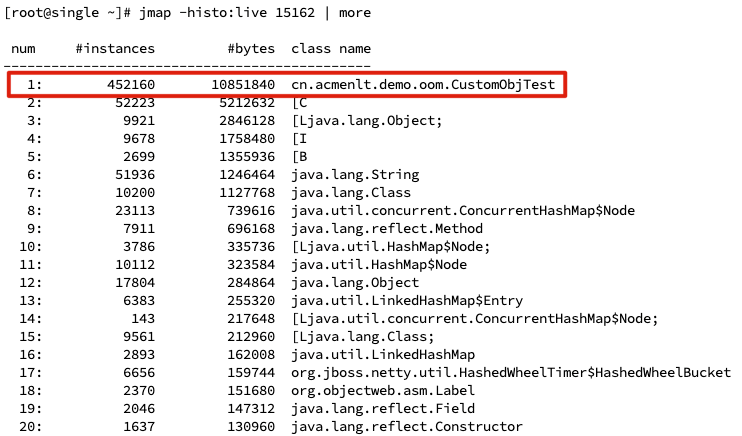 [root@single ~]# jmap -histo:live 15162 | more
num #instances #bytes class name
----------------------------------------------
1: 452160 10851840 cn.acmenlt.demo.oom.CustomObjTest
2: 52223 5212632 [C
3: 9921 2846128 [Ljava.lang.Object;
4: 9678 1758480 [I
5: 2699 1355936 [B
6: 51936 1246464 java.lang.String
7: 10200 1127768 java.lang.Class
8: 23113 739616 java.util.concurrent.ConcurrentHashMap$Node
9: 7911 696168 java.lang.reflect.Method
10: 3786 335736 [Ljava.util.HashMap$Node;
11: 10112 323584 java.util.HashMap$Node
12: 17804 284864 java.lang.Object
13: 6383 255320 java.util.LinkedHashMap$Entry
14: 143 217648 [Ljava.util.concurrent.ConcurrentHashMap$Node;
15: 9561 212960 [Ljava.lang.Class;
16: 2893 162008 java.util.LinkedHashMap
17: 6656 159744 org.jboss.netty.util.HashedWheelTimer$HashedWheelBucket
18: 2370 151680 org.objectweb.asm.Label
19: 2046 147312 java.lang.reflect.Field
20: 1637 130960 java.lang.reflect.Constructor